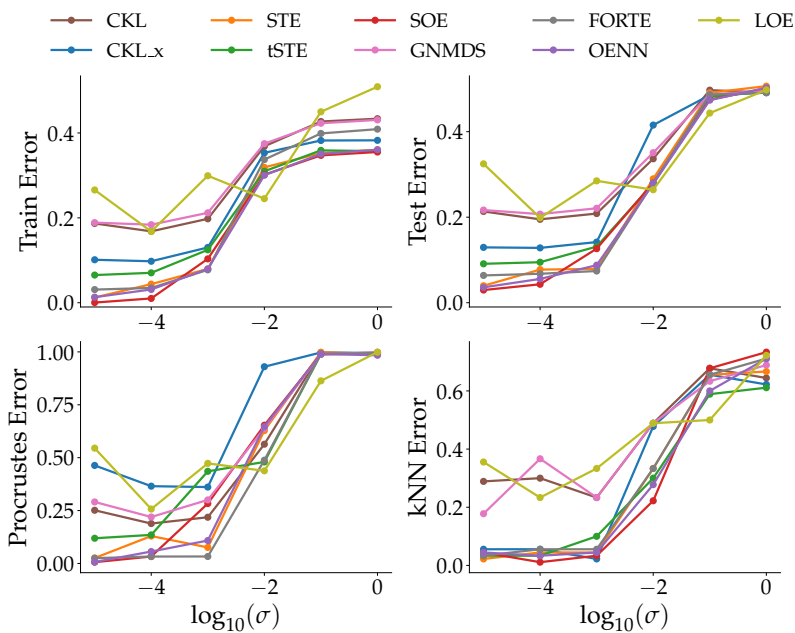 CKL STE SOE FORTE LOE
CKL_x tSTE GNMDS OENN
Train Error
0.4
0.2
0.0
−4 −2 0
Test Error
0.4
0.2
0.0
−4 −2 0
Procrustes Error
1.00
0.75
0.50
0.25
0.00
−4 −2 0
log₁₀(σ)
kNN Error
0.6
0.4
0.2
0.0
−4 −2 0
log₁₀(σ)